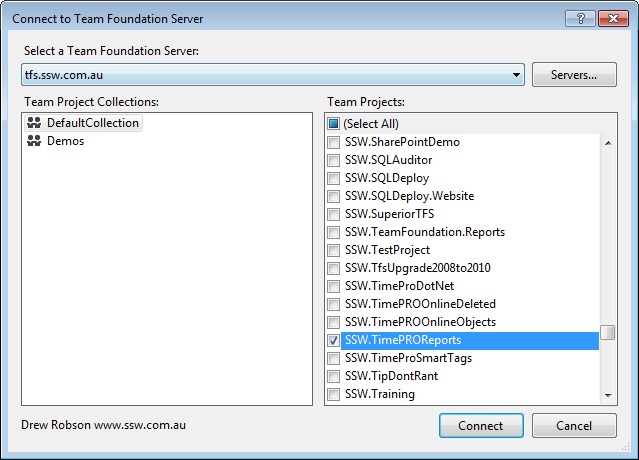 Connect to Team Foundation Server
Select a Team Foundation Server:
tfs.ssw.com.au
Servers...
Team Project Collections:
DefaultCollection
Demos
Team Projects:
(Select All)
SSW.SharePointDemo
SSW.SQLAuditor
SSW.SQLDeploy
SSW.SQLDeploy.Website
SSW.SuperiorTFS
SSW.TeamFoundation.Reports
SSW.TestProject
SSW.TfsUpgrade2008to2010
SSW.TimeProDotNet
SSW.TimePROOnlineDeleted
SSW.TimePROOnlineObjects
SSW.TimePROReports
SSW.TimeProSmartTags
SSW.TipDontRant
SSW.Training
Drew Robson www.ssw.com.au
Connect
Cancel